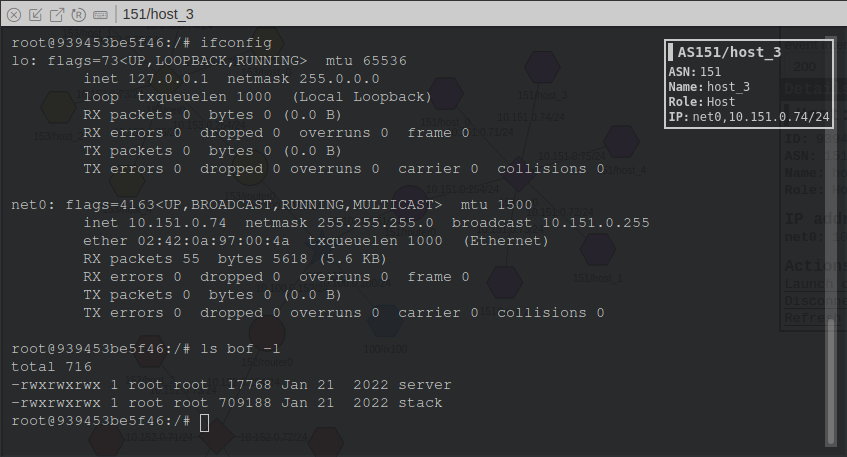 151/host_3
root@939453be5f46:/# ifconfig
lo: flags=73<UP,LOOPBACK,RUNNING>  mtu 65536
        inet 127.0.0.1  netmask 255.0.0.0
        loop  txqueuelen 1000  (Local Loopback)
        RX packets 0  bytes 0 (0.0 B)
        RX errors 0  dropped 0  overruns 0  frame 0
        TX packets 0  bytes 0 (0.0 B)
        TX errors 0  dropped 0 overruns 0  carrier 0  collisions 0
net0: flags=4163<UP,BROADCAST,RUNNING,MULTICAST>  mtu 1500
        inet 10.151.0.74  netmask 255.255.255.0  broadcast 10.151.0.255
        ether 02:42:0a:97:00:4a  txqueuelen 1000  (Ethernet)
        RX packets 55  bytes 5618 (5.6 KB)
        RX errors 0  dropped 0  overruns 0  frame 0
        TX packets 0  bytes 0 (0.0 B)
        TX errors 0  dropped 0 overruns 0  carrier 0  collisions 0
root@939453be5f46:/# ls bof -l
total 716
-rwxrwxrwx 1 root root  17768 Jan 21  2022 server
-rwxrwxrwx 1 root root 709188 Jan 21  2022 stack
root@939453be5f46:/#
AS151/host_3
ASN: 151
Name: host_3
Role: Host
IP: net0,10.151.0.74/24